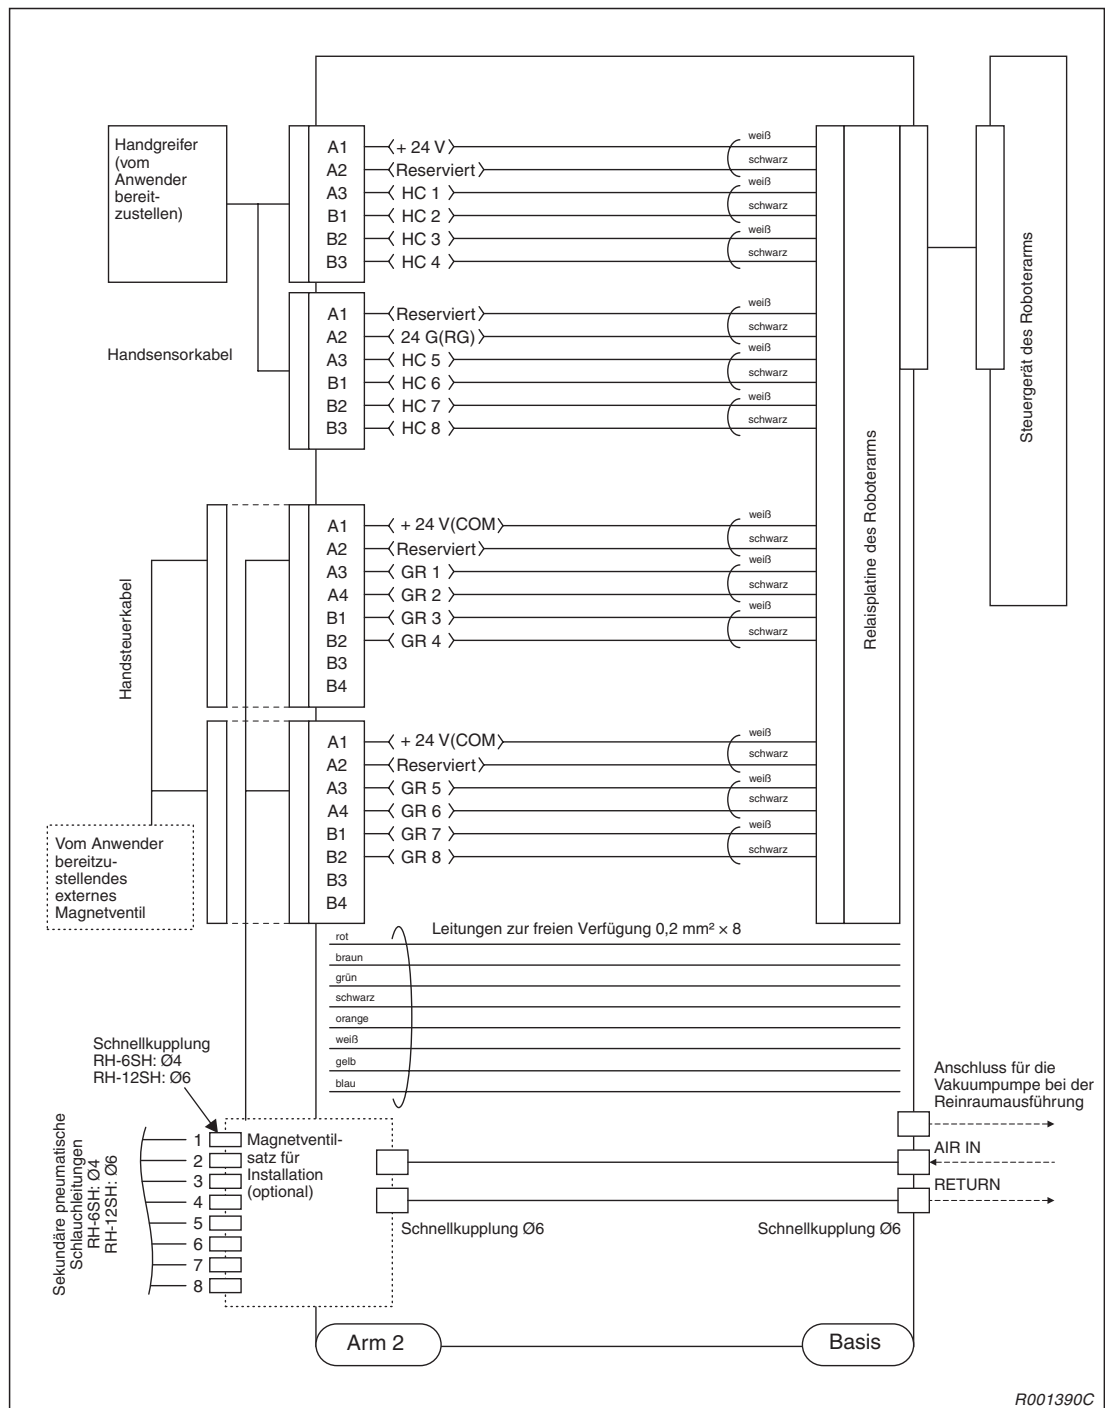 Handgreifer
(vom
Anwender
bereit-
zustellen)
Handsensorkabel
A1 + 24 V weiß
A2 Reserviert schwarz
A3 HC 1 weiß
B1 HC 2 schwarz
B2 HC 3 weiß
B3 HC 4 schwarz
A1 Reserviert weiß
A2 24 G(RG) schwarz
A3 HC 5 weiß
B1 HC 6 schwarz
B2 HC 7 weiß
B3 HC 8 schwarz
Handsteuerkabel
A1 + 24 V(COM weiß
A2 Reserviert schwarz
A3 GR 1 weiß
A4 GR 2 schwarz
B1 GR 3 weiß
B2 GR 4 schwarz
B3
B4
A1 + 24 V(COM weiß
A2 Reserviert schwarz
A3 GR 5 weiß
A4 GR 6 schwarz
B1 GR 7 weiß
B2 GR 8 schwarz
B3
B4
Relaisplatine des Roboterarms
Steuergerät des Roboterarms
Vom Anwender
bereitzu-
stellendes
externes
Magnetventil
Leitungen zur freien Verfügung 0,2 mm² × 8
rot
braun
grün
schwarz
orange
weiß
gelb
blau
Schnellkupplung
RH-6SH: Ø4
RH-12SH: Ø6
Sekundäre pneumatische
Schlauchleitungen
RH-6SH: Ø4
RH-12SH: Ø6
1
2
3
4
5
6
7
8
Magnetventil-
satz für
Installation
(optional)
Schnellkupplung Ø6
Schnellkupplung Ø6
Anschluss für die
Vakuumpumpe bei der
Reinraumausführung
AIR IN
RETURN
Arm 2
Basis
R001390C